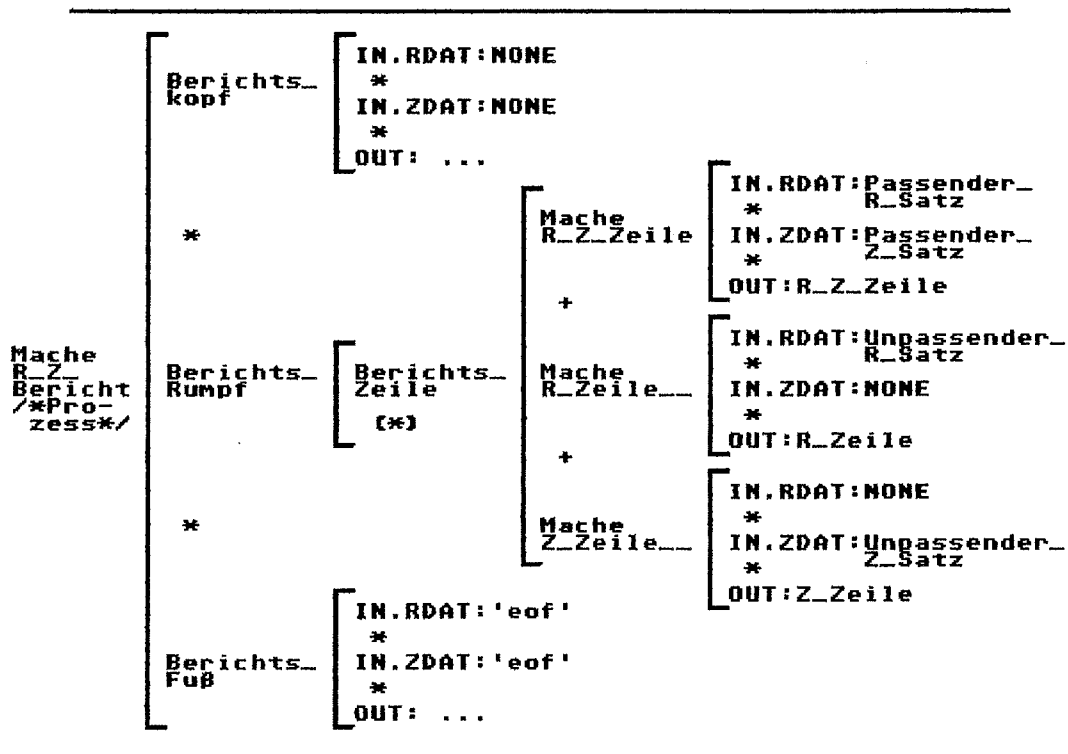 IN.RDAT:NONE
*
Berichts_
kopf
IN.ZDAT:NONE
*
OUT: ...
*
Mache
R_Z_Zeile
IN.RDAT:Passender_
R_Satz
*
IN.ZDAT:Passender_
Z_Satz
*
OUT:R_Z_Zeile
+
Mache
R_Z_
Bericht
/*Pro-
zess*/
Berichts_
Rumpf
Berichts_
Zeile
(*)
Mache
R_Zeile__
IN.RDAT:Unpassender_
R_Satz
*
IN.ZDAT:NONE
*
OUT:R_Zeile
+
*
Mache
Z_Zeile__
IN.RDAT:NONE
*
IN.ZDAT:Unpassender_
Z_Satz
*
OUT:Z_Zeile
Berichts_
Fuß
IN.RDAT:'eof'
*
IN.ZDAT:'eof'
*
OUT: ...